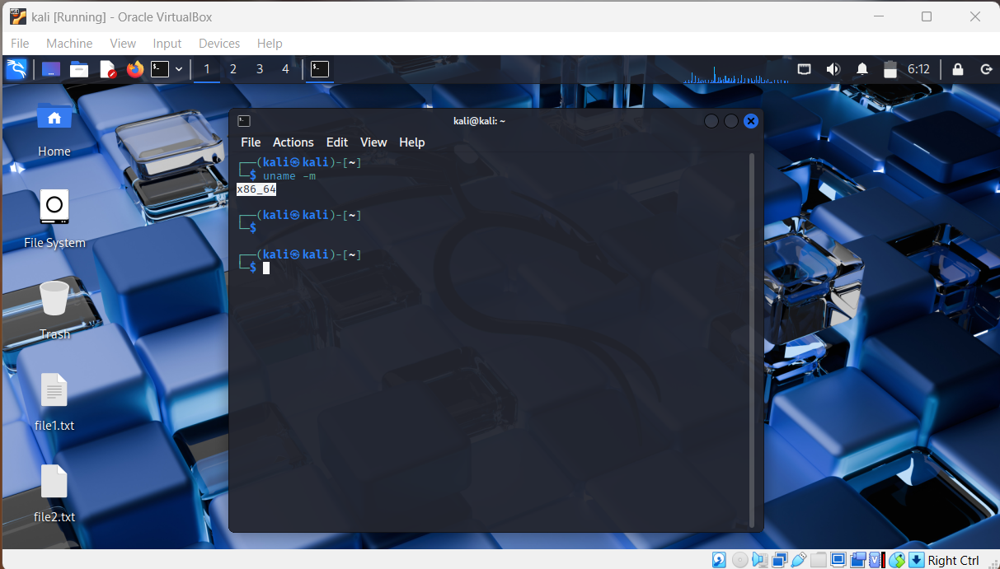 kali [Running] - Oracle VirtualBox
File Machine View Input Devices Help
1 2 3 4 6:12
Home
File System
Trash
file1.txt
file2.txt
kali@kali: ~
File Actions Edit View Help
┌──(kali㉿kali)-[~]
└─$ uname -m
x86_64
┌──(kali㉿kali)-[~]
└─$
┌──(kali㉿kali)-[~]
└─$
Right Ctrl